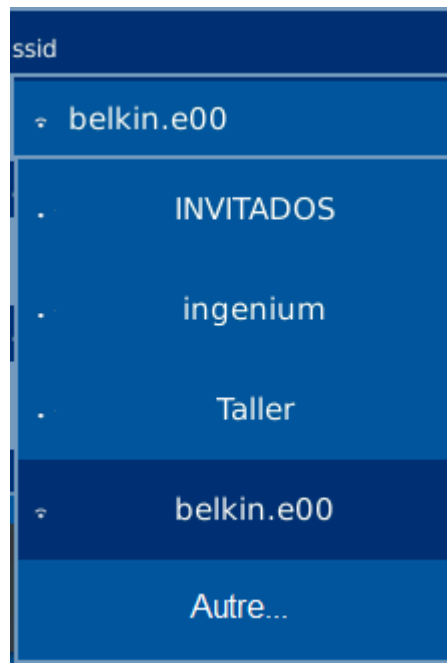 ssid
belkin.e00
INVITADOS
ingenium
Taller
belkin.e00
Autre...